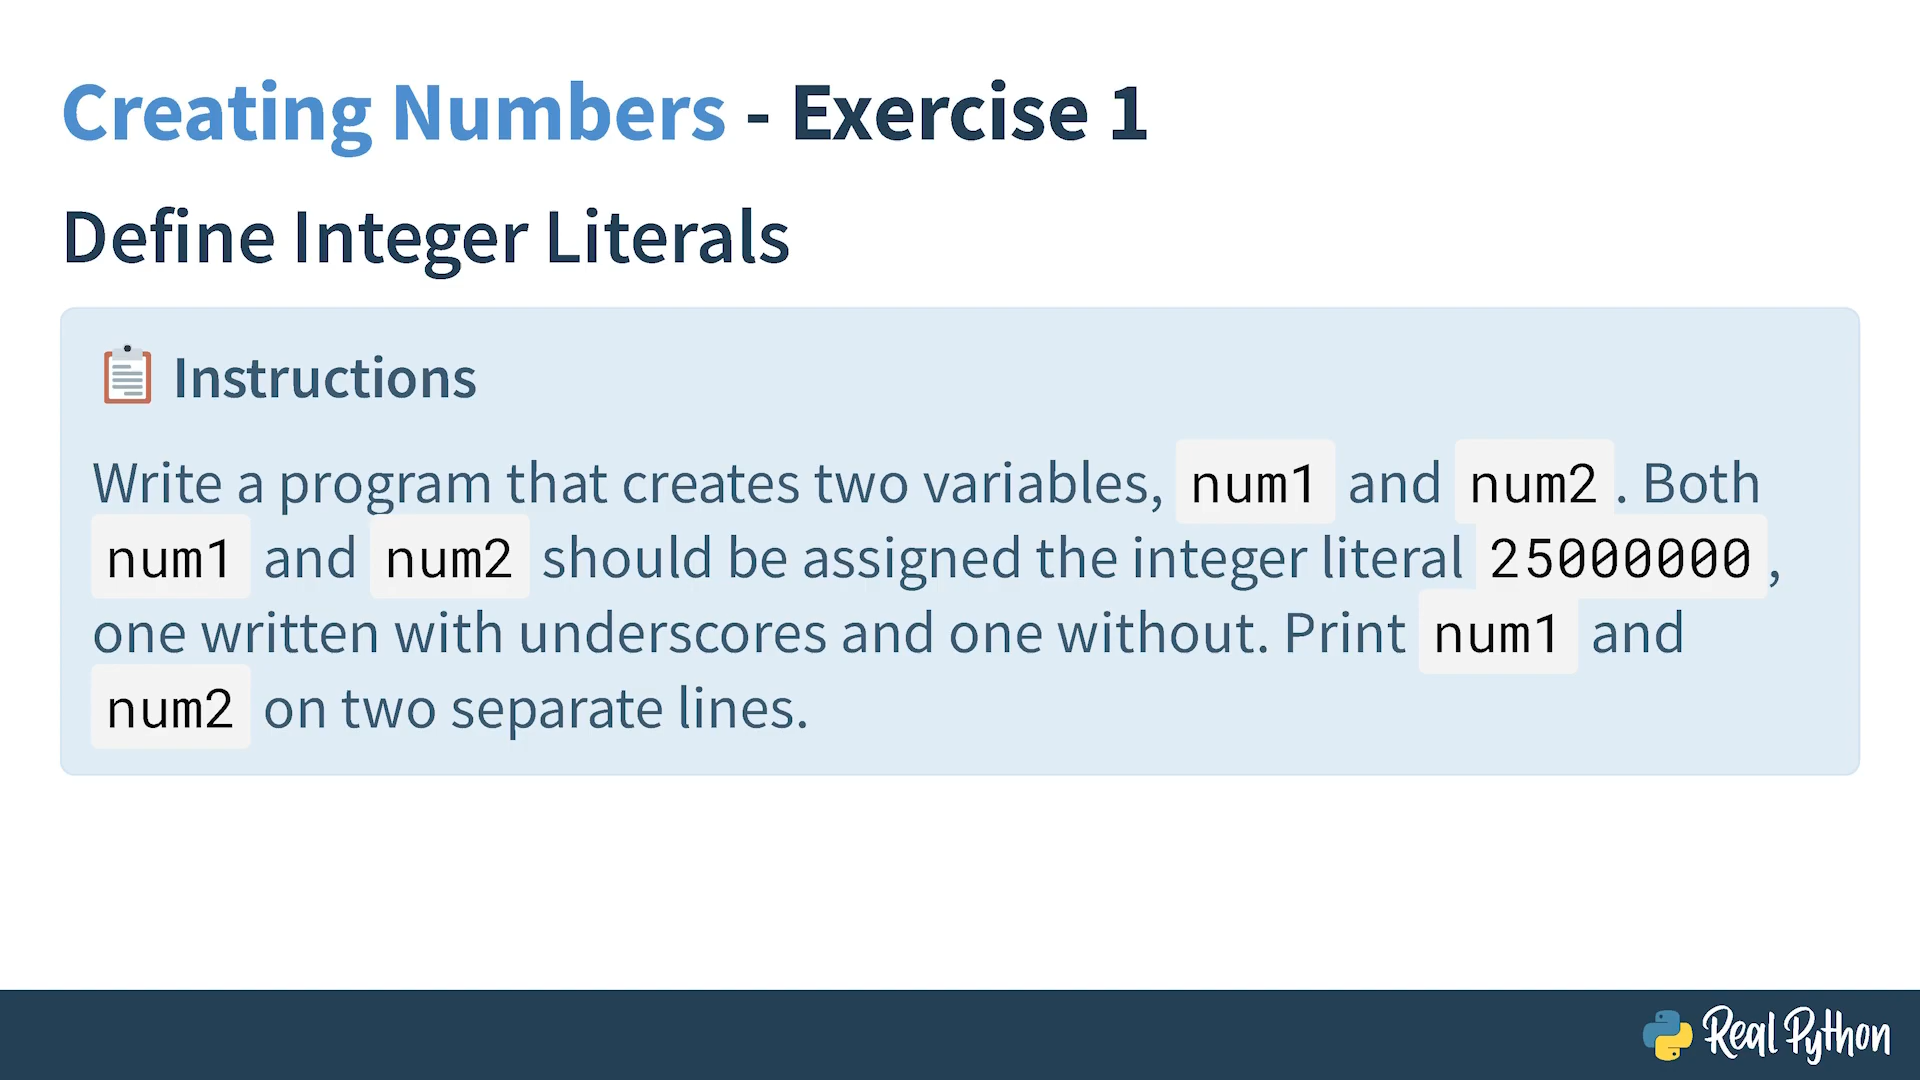 Creating Numbers - Exercise 1
Define Integer Literals
Instructions
Write a program that creates two variables, num1 and num2. Both
num1 and num2 should be assigned the integer literal 25000000,
one written with underscores and one without. Print num1 and
num2 on two separate lines.
Real Python